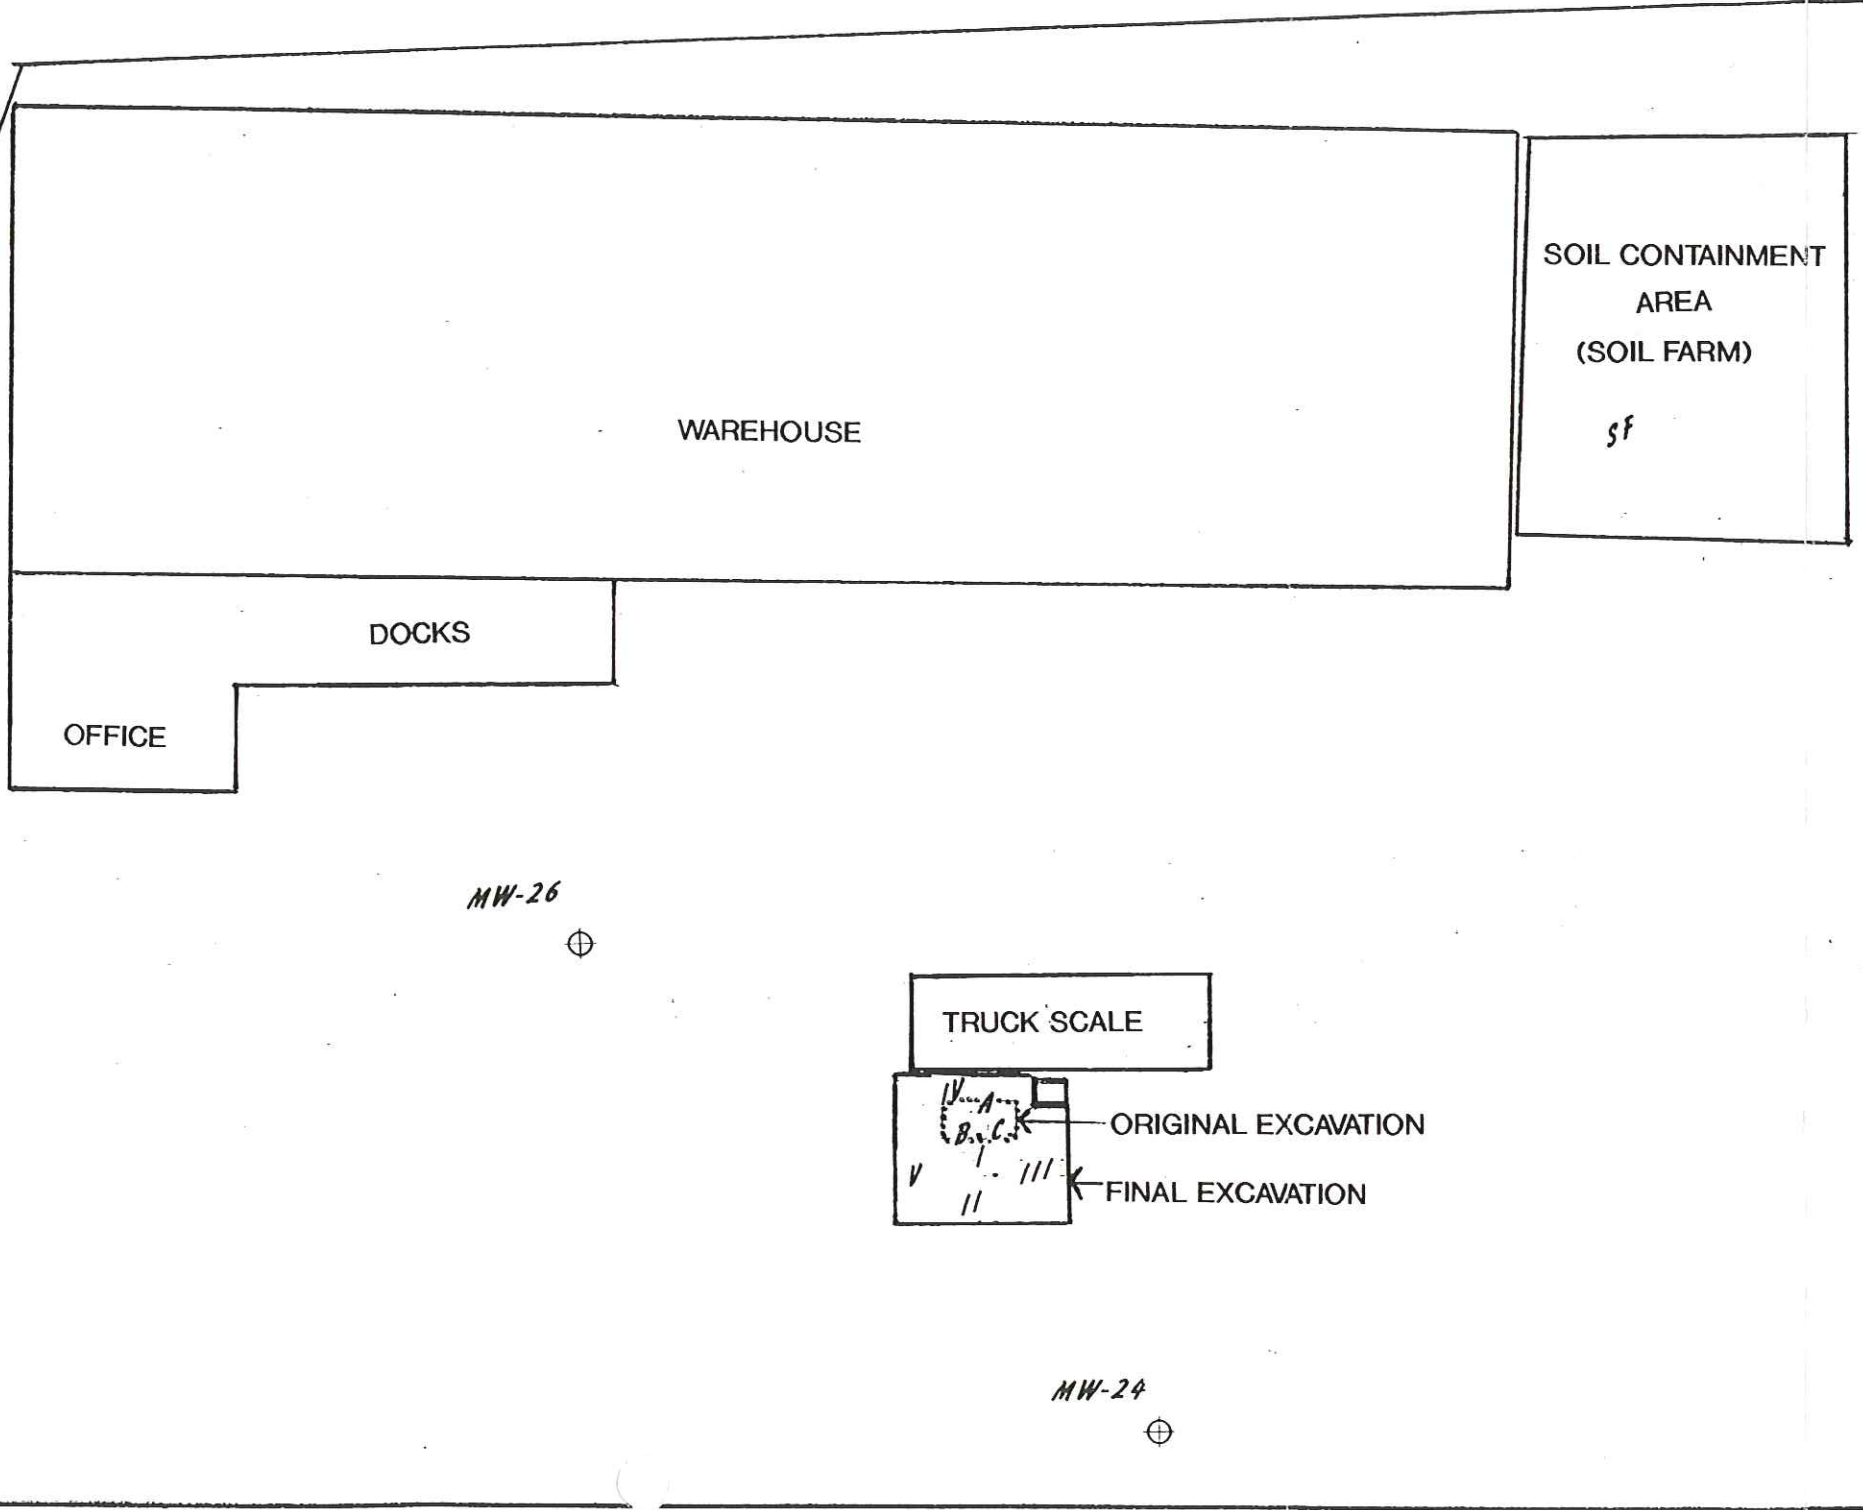 SOIL CONTAINMENT
AREA
(SOIL FARM)
SF
WAREHOUSE
DOCKS
OFFICE
MW-26
TRUCK SCALE
IV
A
B
C
ORIGINAL EXCAVATION
I
V
III
II
FINAL EXCAVATION
MW-24